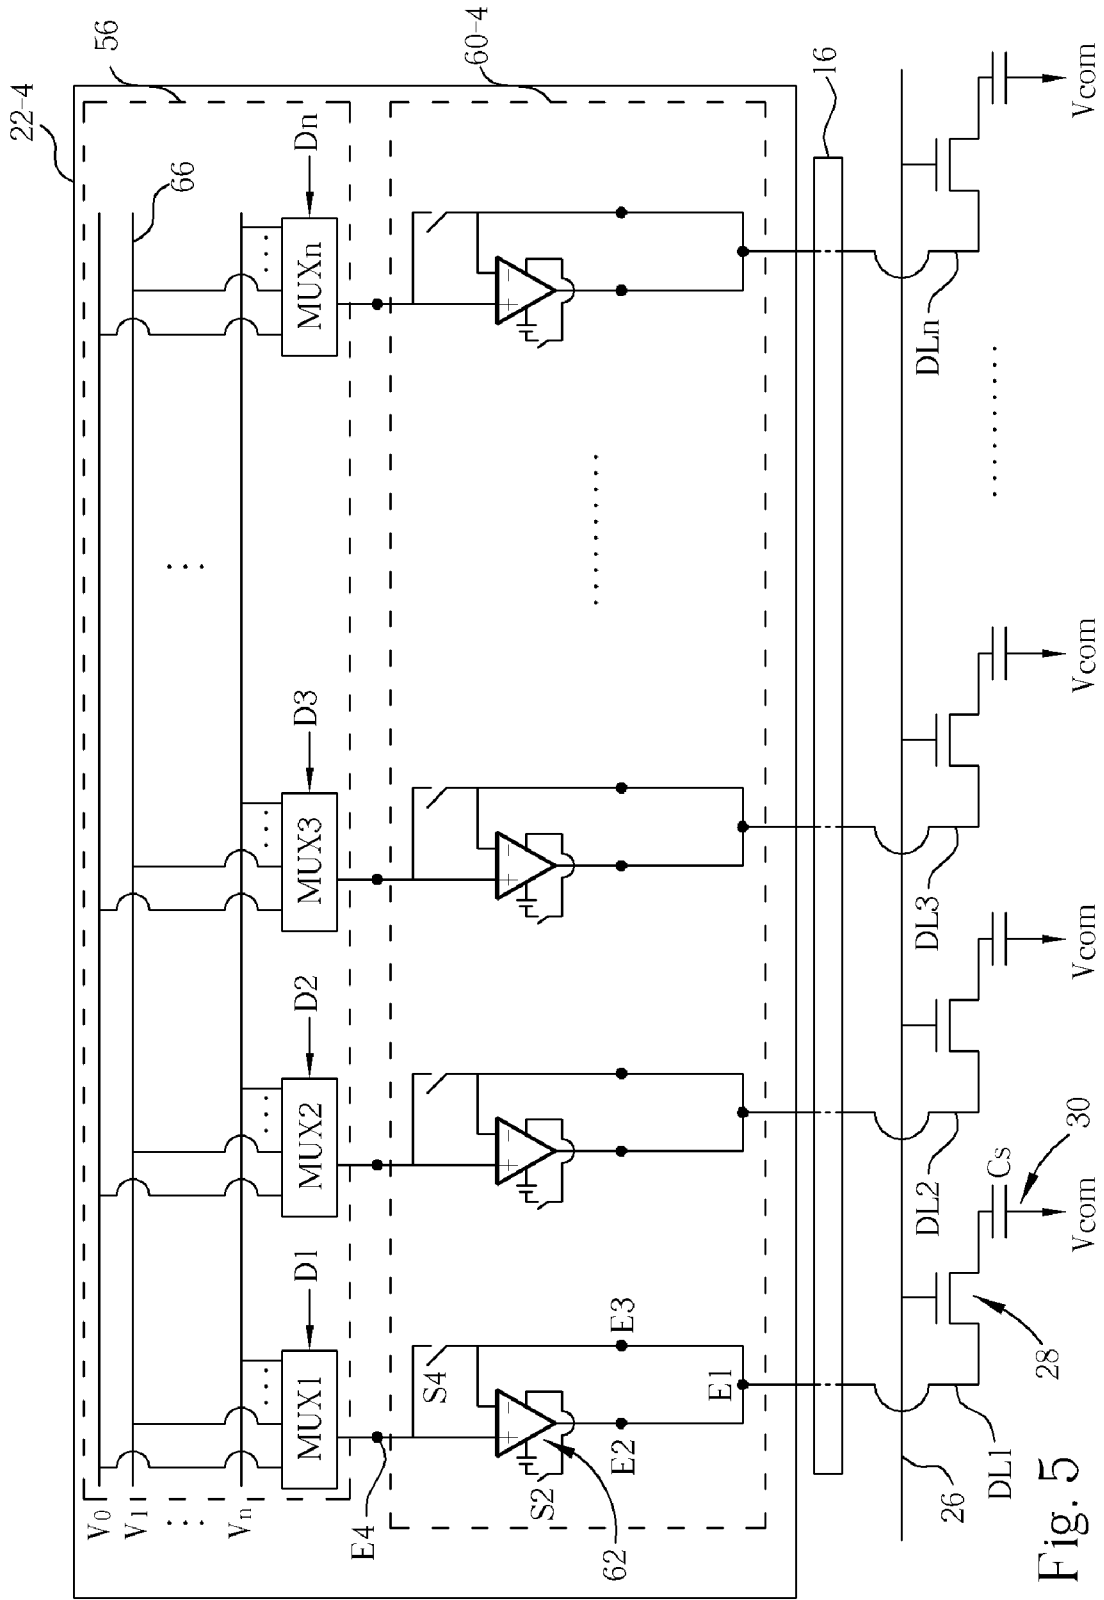 22-4
56
60-4
16
66
V0
V1
Vn
Dn
D3
D2
D1
MUX1
MUX2
MUX3
MUXn
E4
S4
S2
62
E2
E3
E1
26
DL1
DL2
DL3
DLn
28
30
Cs
Vcom
Vcom
Vcom
Vcom
Fig. 5